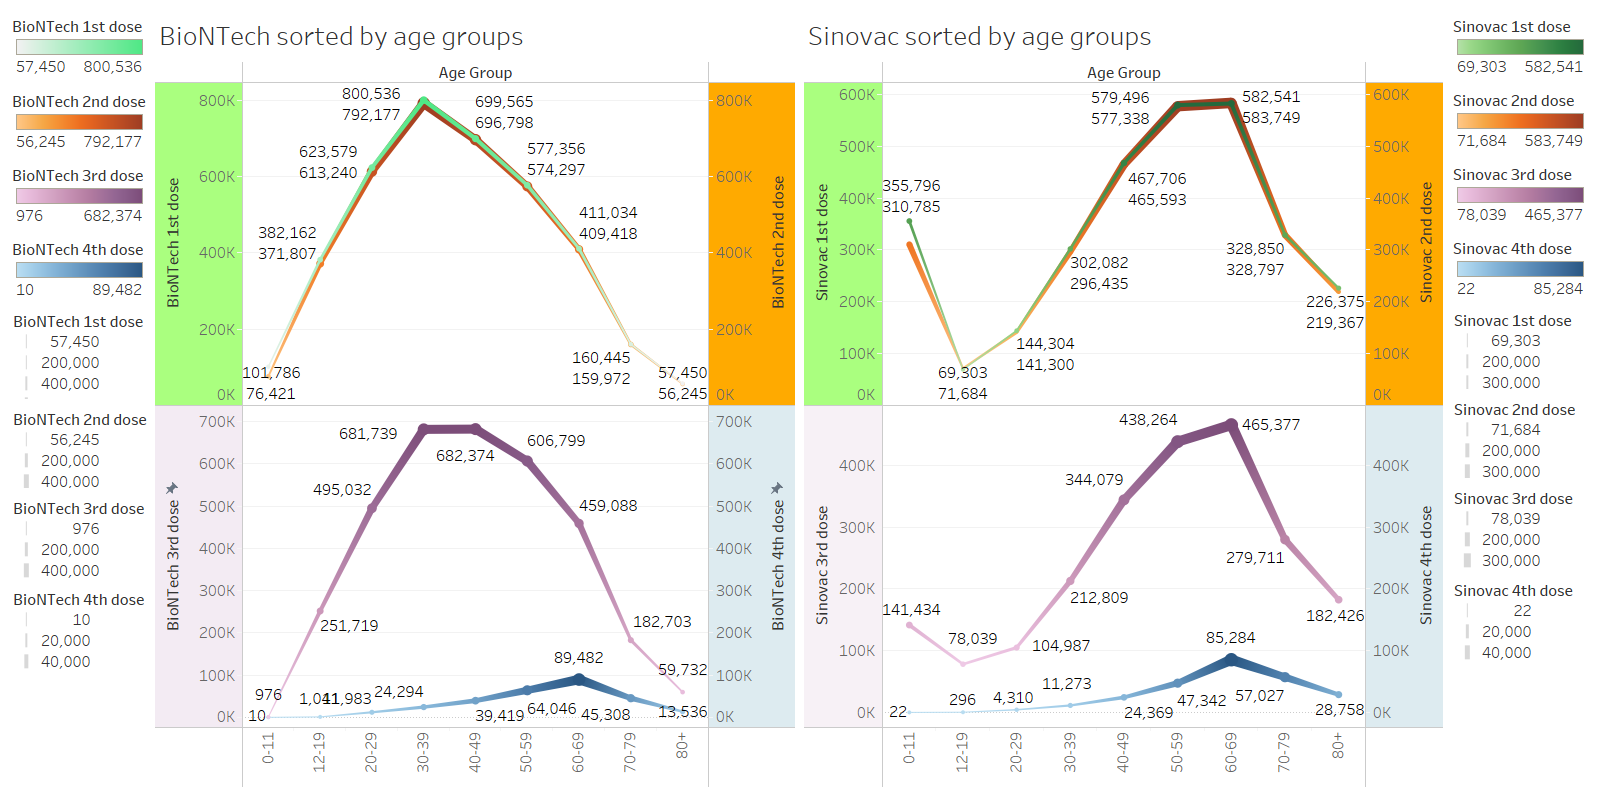 BioNTech 1st dose
57,450 800,536
BioNTech 2nd dose
56,245 792,177
BioNTech 3rd dose
976 682,374
BioNTech 4th dose
10 89,482
BioNTech 1st dose
57,450
200,000
400,000
BioNTech 2nd dose
56,245
200,000
400,000
BioNTech 3rd dose
976
200,000
400,000
BioNTech 4th dose
10
20,000
40,000
BioNTech sorted by age groups
Age Group
BioNTech 1st dose
800K
600K
400K
200K
0K
101,786
76,421
382,162
371,807
623,579
613,240
800,536
792,177
699,565
696,798
577,356
574,297
411,034
409,418
160,445
159,972
57,450
56,245
800K
600K
400K
200K
0K
BioNTech 2nd dose
BioNTech 3rd dose
700K
600K
500K
400K
300K
200K
100K
0K
976
251,719
495,032
681,739
682,374
606,799
459,088
182,703
59,732
10
1,041
11,983
24,294
39,419
64,046
89,482
45,308
13,536
700K
600K
500K
400K
300K
200K
100K
0K
BioNTech 4th dose
0-11
12-19
20-29
30-39
40-49
50-59
60-69
70-79
80+
Sinovac sorted by age groups
Age Group
Sinovac 1st dose
600K
500K
400K
300K
200K
100K
0K
355,796
310,785
69,303
71,684
144,304
141,300
302,082
296,435
467,706
465,593
579,496
577,338
582,541
583,749
328,850
328,797
226,375
219,367
600K
500K
400K
300K
200K
100K
0K
Sinovac 2nd dose
Sinovac 3rd dose
400K
300K
200K
100K
0K
141,434
78,039
104,987
212,809
344,079
438,264
465,377
279,711
182,426
22
296
4,310
11,273
24,369
47,342
85,284
57,027
28,758
400K
300K
200K
100K
0K
Sinovac 4th dose
0-11
12-19
20-29
30-39
40-49
50-59
60-69
70-79
80+
Sinovac 1st dose
69,303 582,541
Sinovac 2nd dose
71,684 583,749
Sinovac 3rd dose
78,039 465,377
Sinovac 4th dose
22 85,284
Sinovac 1st dose
69,303
200,000
300,000
Sinovac 2nd dose
71,684
200,000
300,000
Sinovac 3rd dose
78,039
200,000
300,000
Sinovac 4th dose
22
20,000
40,000